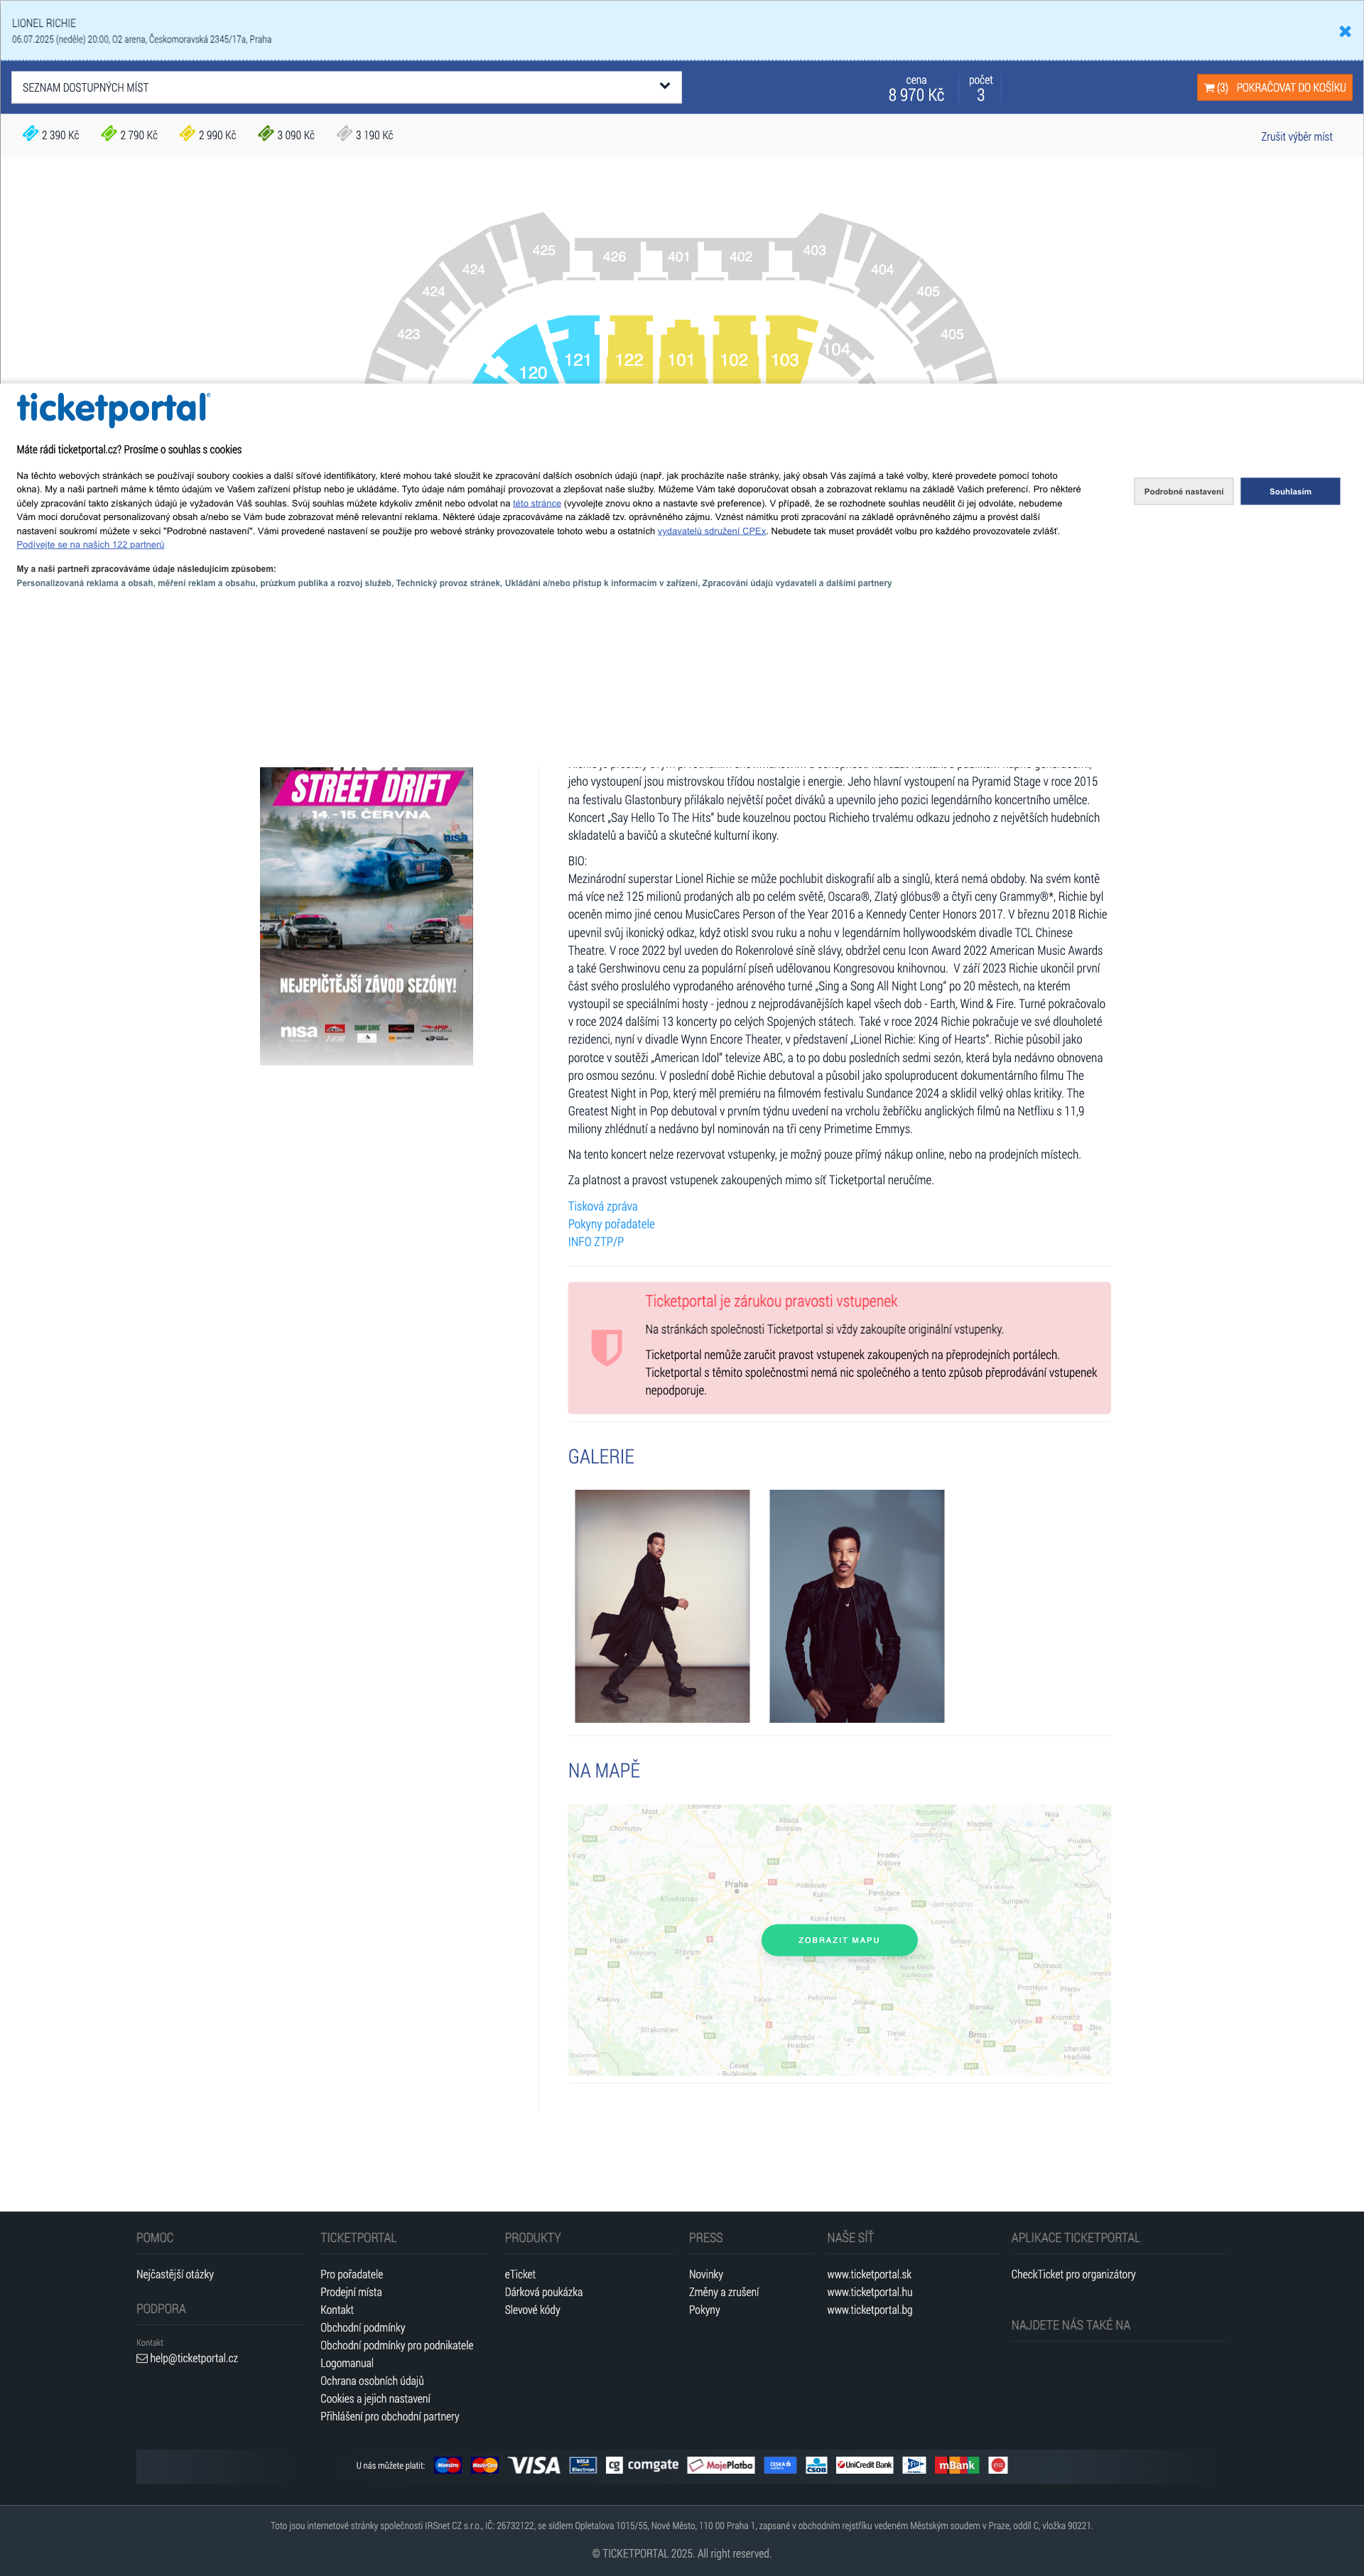 LIONEL RICHIE
06.07.2025 (neděle) 20:00, O2 arena, Českomoravská 2345/17a, Praha
SEZNAM DOSTUPNÝCH MÍST
cena
8 970 Kč
počet
3
(3) POKRAČOVAT DO KOŠÍKU
2 390 Kč
2 790 Kč
2 990 Kč
3 090 Kč
3 190 Kč
Zrušit výběr míst
425
426
401
402
403
424
404
424
405
423
405
120
121
122
101
102
103
104
ticketportal
Máte rádi ticketportal.cz? Prosíme o souhlas s cookies
Na těchto webových stránkách se používají soubory cookies a další síťové identifikátory, které mohou také sloužit ke zpracování dalších osobních údajů (např. jak procházíte naše stránky, jaký obsah Vás zajímá a také volby, které provedete pomocí tohoto
okna). My a naši partneři máme k těmto údajům ve Vašem zařízení přístup nebo je ukládáme. Tyto údaje nám pomáhají provozovat a zlepšovat naše služby. Můžeme Vám také doporučovat obsah a zobrazovat reklamu na základě Vašich preferencí. Pro některé
účely zpracování takto získaných údajů je vyžadován Váš souhlas. Svůj souhlas můžete kdykoliv změnit nebo odvolat na této stránce (vyvolejte znovu okno a nastavte své preference). V případě, že se rozhodnete souhlas neudělit či jej odvoláte, nebudeme
Vám moci doručovat personalizovaný obsah a/nebo se Vám bude zobrazovat méně relevantní reklama. Některé údaje zpracováváme na základě tzv. oprávněného zájmu. Vznést námitku proti zpracování na základě oprávněného zájmu a provést další
nastavení soukromí můžete v sekci "Podrobné nastavení". Vámi provedené nastavení se použije pro webové stránky provozovatele tohoto webu a ostatních vydavatelů sdružení CPEx. Nebudete tak muset provádět volbu pro každého provozovatele zvlášť.
Podívejte se na našich 122 partnerů
Podrobné nastavení
Souhlasím
My a naši partneři zpracováváme údaje následujícím způsobem:
Personalizovaná reklama a obsah, měření reklam a obsahu, průzkum publika a rozvoj služeb, Technický provoz stránek, Ukládání a/nebo přístup k informacím v zařízení, Zpracování údajů vydavateli a dalšími partnery
STREET DRIFT
14. - 15. ČERVNA
nisa
NEJEPIČTĚJŠÍ ZÁVOD SEZÓNY!
nisa
jeho vystoupení jsou mistrovskou třídou nostalgie i energie. Jeho hlavní vystoupení na Pyramid Stage v roce 2015
na festivalu Glastonbury přilákalo největší počet diváků a upevnilo jeho pozici legendárního koncertního umělce.
Koncert „Say Hello To The Hits“ bude kouzelnou poctou Richieho trvalému odkazu jednoho z největších hudebních
skladatelů a bavičů a skutečné kulturní ikony.
BIO:
Mezinárodní superstar Lionel Richie se může pochlubit diskografií alb a singlů, která nemá obdoby. Na svém kontě
má více než 125 milionů prodaných alb po celém světě, Oscara®, Zlatý glóbus® a čtyři ceny Grammy®*, Richie byl
oceněn mimo jiné cenou MusicCares Person of the Year 2016 a Kennedy Center Honors 2017. V březnu 2018 Richie
upevnil svůj ikonický odkaz, když otiskl svou ruku a nohu v legendárním hollywoodském divadle TCL Chinese
Theatre. V roce 2022 byl uveden do Rokenrolové síně slávy, obdržel cenu Icon Award 2022 American Music Awards
a také Gershwinovu cenu za populární píseň udělovanou Kongresovou knihovnou. V září 2023 Richie ukončil první
část svého proslulého vyprodaného arénového turné „Sing a Song All Night Long“ po 20 městech, na kterém
vystoupil se speciálními hosty - jednou z nejprodávanějších kapel všech dob - Earth, Wind & Fire. Turné pokračovalo
v roce 2024 dalšími 13 koncerty po celých Spojených státech. Také v roce 2024 Richie pokračuje ve své dlouholeté
rezidenci, nyní v divadle Wynn Encore Theater, v představení „Lionel Richie: King of Hearts“. Richie působil jako
porotce v soutěži „American Idol“ televize ABC, a to po dobu posledních sedmi sezón, která byla nedávno obnovena
pro osmou sezónu. V poslední době Richie debutoval a působil jako spoluproducent dokumentárního filmu The
Greatest Night in Pop, který měl premiéru na filmovém festivalu Sundance 2024 a sklidil velký ohlas kritiky. The
Greatest Night in Pop debutoval v prvním týdnu uvedení na vrcholu žebříčku anglických filmů na Netflixu s 11,9
miliony zhlédnutí a nedávno byl nominován na tři ceny Primetime Emmys.
Na tento koncert nelze rezervovat vstupenky, je možný pouze přímý nákup online, nebo na prodejních místech.
Za platnost a pravost vstupenek zakoupených mimo síť Ticketportal neručíme.
Tisková zpráva
Pokyny pořadatele
INFO ZTP/P
Ticketportal je zárukou pravosti vstupenek
Na stránkách společnosti Ticketportal si vždy zakoupíte originální vstupenky.
Ticketportal nemůže zaručit pravost vstupenek zakoupených na přeprodejních portálech.
Ticketportal s těmito společnostmi nemá nic společného a tento způsob přeprodávání vstupenek
nepodporuje.
GALERIE
NA MAPĚ
Most
Chomutov
Mladá
Boleslav
Nisa
Kladsko
Prudnik
Hradec
Králové
Praha
Poděbrady
Kolín
Pardubice
Kutná Hora
Šumperk
Krnov
ZOBRAZIT MAPU
Plzeň
Rokycany
Příbram
Havlíčkův
Brod
Olomouc
Prostějov
Přerov
Klatovy
Tábor
Pelhřimov
Jihlava
Blansko
Písek
Vyškov
Kroměříž
Zlín
Strakonice
Jindřichův
Hradec
Telč
Třebíč
Brno
Uherské
Hradiště
České
Budějovice
POMOC
Nejčastější otázky
PODPORA
Kontakt
help@ticketportal.cz
TICKETPORTAL
Pro pořadatele
Prodejní místa
Kontakt
Obchodní podmínky
Obchodní podmínky pro podnikatele
Logomanual
Ochrana osobních údajů
Cookies a jejich nastavení
Přihlášení pro obchodní partnery
PRODUKTY
eTicket
Dárková poukázka
Slevové kódy
PRESS
Novinky
Změny a zrušení
Pokyny
NAŠE SÍŤ
www.ticketportal.sk
www.ticketportal.hu
www.ticketportal.bg
APLIKACE TICKETPORTAL
CheckTicket pro organizátory
NAJDETE NÁS TAKÉ NA
U nás můžete platit:
Maestro
MasterCard
VISA
VISA Electron
cg comgate
MojePlatba
ČESKÁ
ČSOB
UniCredit Bank
mBank
Toto jsou internetové stránky společnosti IRSnet CZ s.r.o., IČ: 26732122, se sídlem Opletalova 1015/55, Nové Město, 110 00 Praha 1, zapsané v obchodním rejstříku vedeném Městským soudem v Praze, oddíl C, vložka 90221.
© TICKETPORTAL 2025. All right reserved.